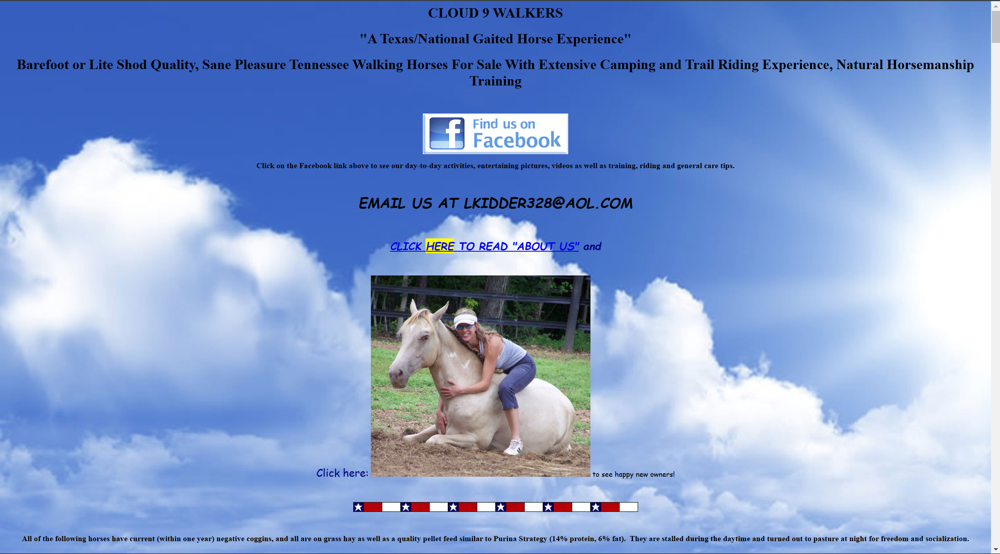 CLOUD 9 WALKERS
"A Texas/National Gaited Horse Experience"
Barefoot or Lite Shod Quality, Sane Pleasure Tennessee Walking Horses For Sale With Extensive Camping and Trail Riding Experience, Natural Horsemanship
Training
f
Find us on
Facebook
Click on the Facebook link above to see our day-to-day activities, entertaining pictures, videos as well as training, riding and general care tips.
EMAIL US AT LKIDDER328@AOL.COM
CLICK HERE TO READ "ABOUT US" and
Click here: to see happy new owners!
All of the following horses have current (within one year) negative coggins, and all are on grass hay as well as a quality pellet feed similar to Purina Strategy (14% protein, 6% fat).  They are stalled during the daytime and turned out to pasture at night for freedom and socialization.